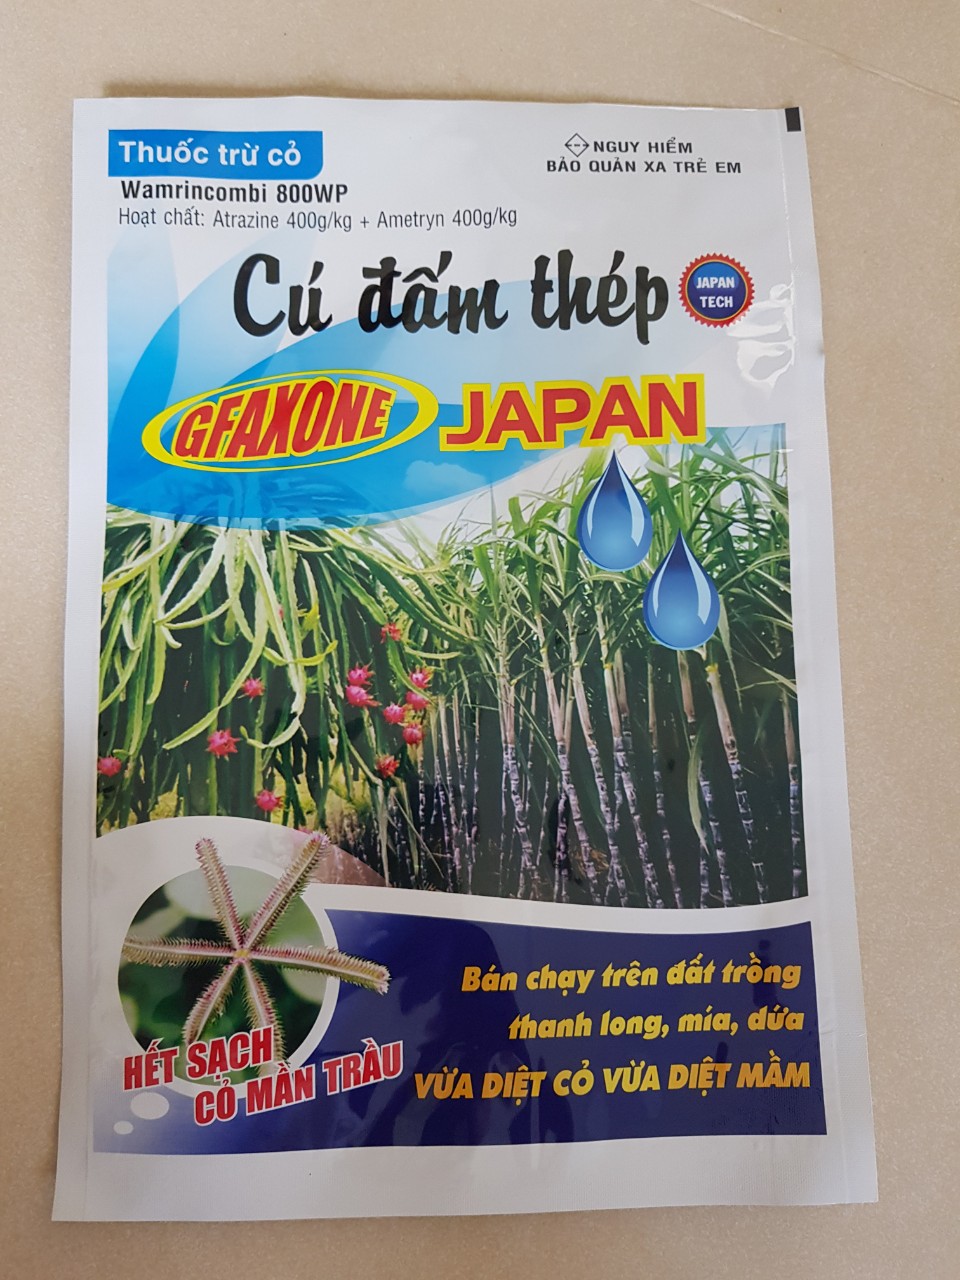 Thuốc trừ cỏ
NGUY HIỂM
BẢO QUẢN XA TRẺ EM
Wamrincombi 800WP
Hoạt chất: Atrazine 400g/kg + Ametryn 400g/kg
Cú đấm thép
JAPAN
TECH
GFAXONE JAPAN
Bán chạy trên đất trồng
thanh long, mía, dứa
VỪA DIỆT CỎ VỪA DIỆT MẦM
HẾT SẠCH
CỎ MẦN TRẦU